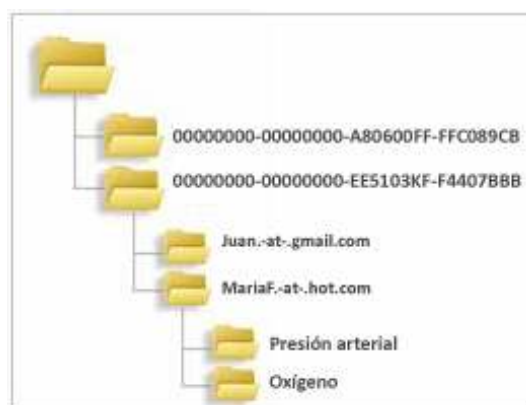 00000000-00000000-A80600FF-FFC089CB
00000000-00000000-EE5103KF-F4407BBB
Juan.-at-.gmail.com
MariaF.-at-.hot.com
Presión arterial
Oxígeno